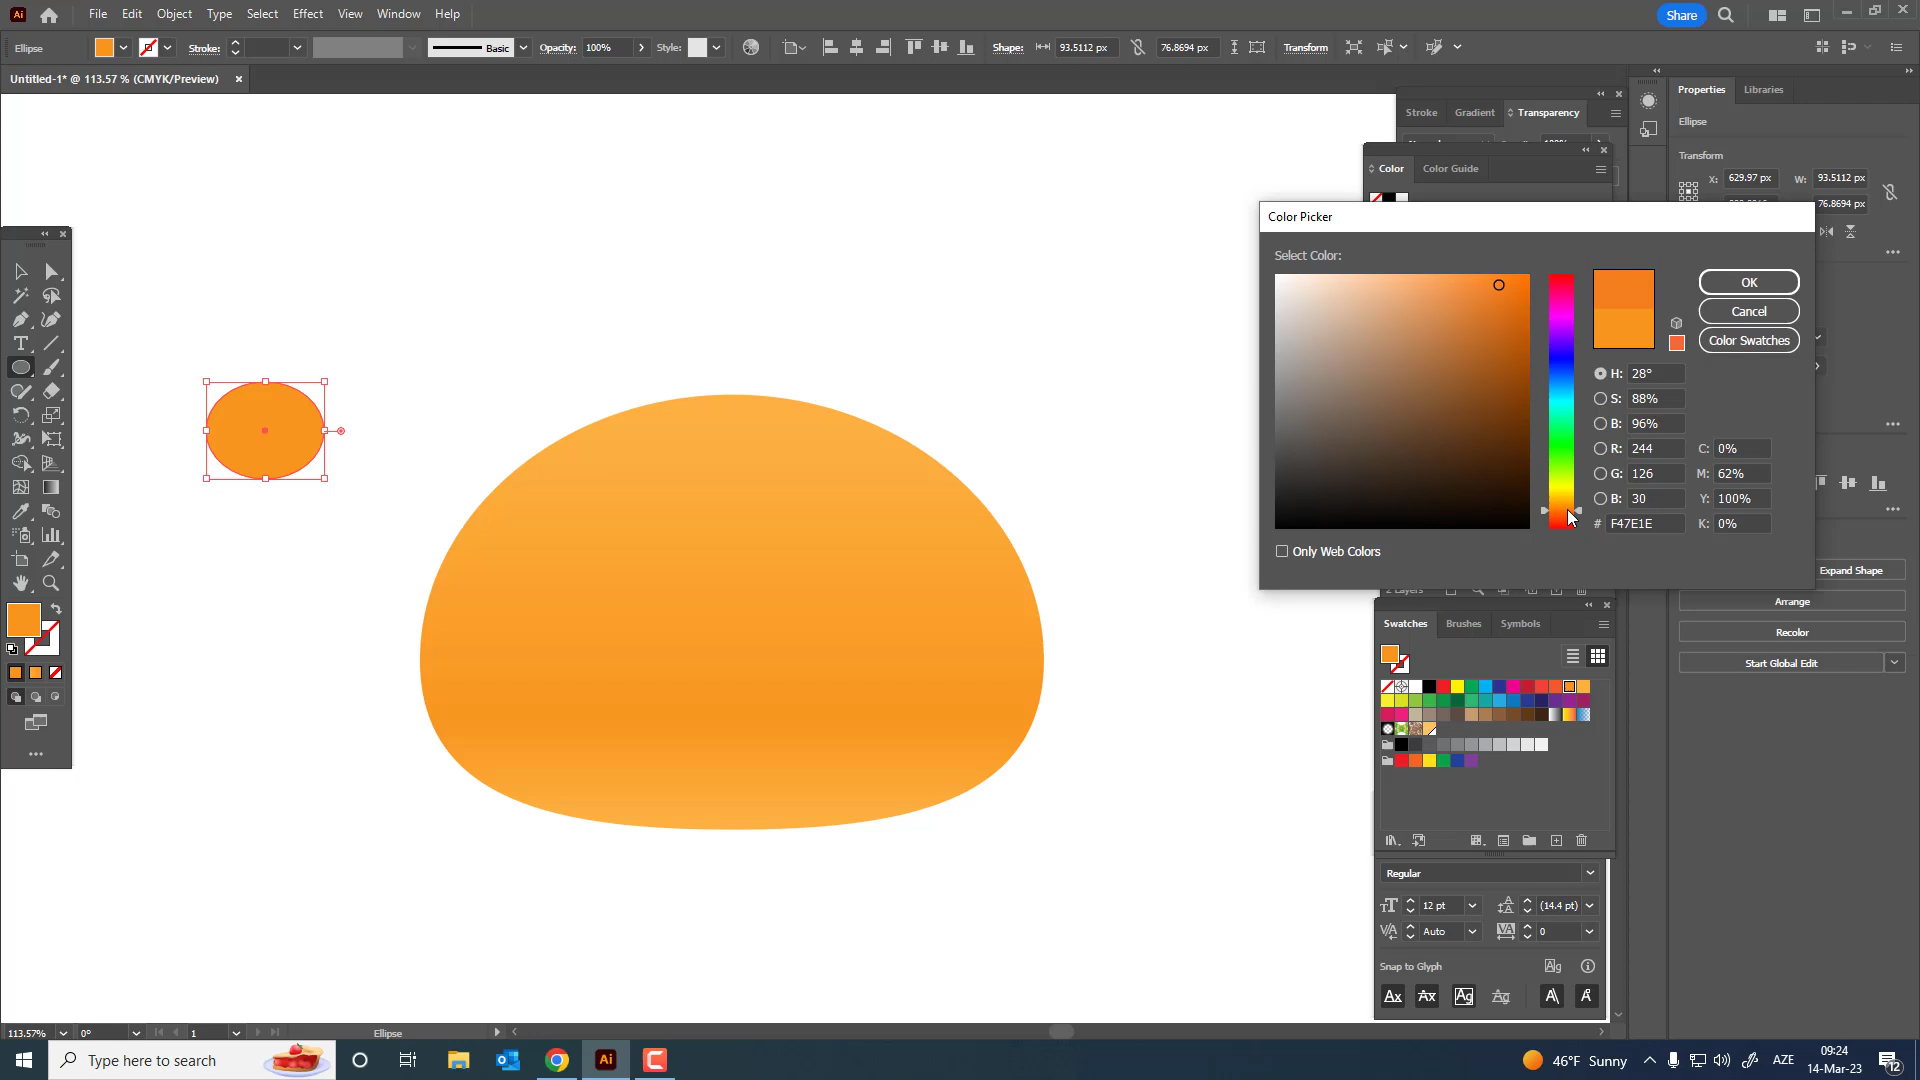 Ai File Edit Object Type Select Effect View Window Help Share
Ellipse Stroke: Basic Opacity: 100% Style: Shape: 93.5112 px 76.8694 px Transform
Untitled-1* @ 113.57 % (CMYK/Preview)
Properties Libraries
Ellipse
Transform
X: 629.97 px W: 93.5112 px
76.8694 px
Stroke Gradient Transparency
Color Color Guide
Color Picker
Select Color:
OK
Cancel
Color Swatches
H: 28°
S: 88%
B: 96%
R: 244 C: 0%
G: 126 M: 62%
B: 30 Y: 100%
# F47E1E K: 0%
Only Web Colors
Expand Shape
Arrange
Recolor
Start Global Edit
2 Layers
Swatches Brushes Symbols
Regular
12 pt (14.4 pt)
Auto 0
Snap to Glyph
113.57% 0° 1 Ellipse
Type here to search
Ai
46°F Sunny AZE
09:24
14-Mar-23
12